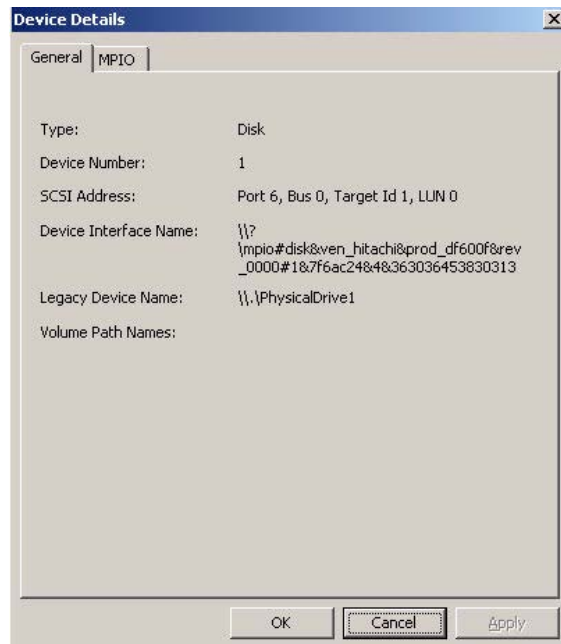 Device Details
General MPIO
Type: Disk
Device Number: 1
SCSI Address: Port 6, Bus 0, Target Id 1, LUN 0
Device Interface Name: \\?
\mpio#disk&ven_hitachi&prod_df600f&rev
_0000#1&7f6ac24&4&363036453830313
Legacy Device Name: \\.\PhysicalDrive1
Volume Path Names:
OK Cancel Apply